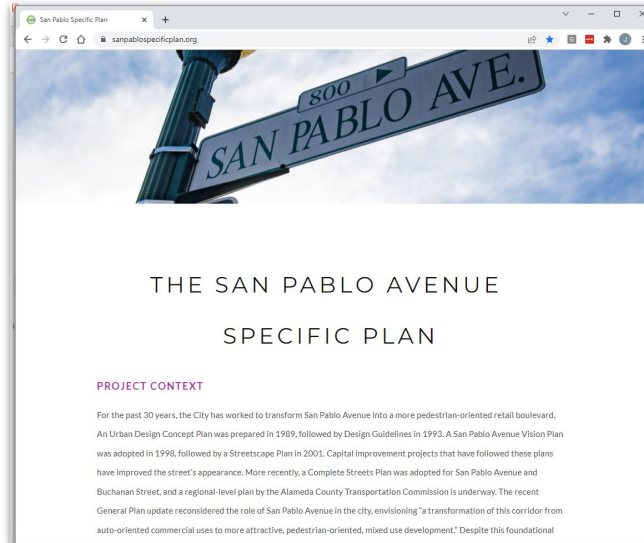 San Pablo Specific Plan
sanpablospecificplan.org
800
SAN PABLO AVE.
THE SAN PABLO AVENUE
SPECIFIC PLAN
PROJECT CONTEXT
For the past 30 years, the City has worked to transform San Pablo Avenue into a more pedestrian-oriented retail boulevard.
An Urban Design Concept Plan was prepared in 1989, followed by Design Guidelines in 1993. A San Pablo Avenue Vision Plan
was adopted in 1998, followed by a Streetscape Plan in 2001. Capital improvement projects that have followed these plans
have improved the street's appearance. More recently, a Complete Streets Plan was adopted for San Pablo Avenue and
Buchanan Street, and a regional-level plan by the Alameda County Transportation Commission is underway. The recent
General Plan update reconsidered the role of San Pablo Avenue in the city, envisioning "a transformation of this corridor from
auto-oriented commercial uses to more attractive, pedestrian-oriented, mixed use development." Despite this foundational